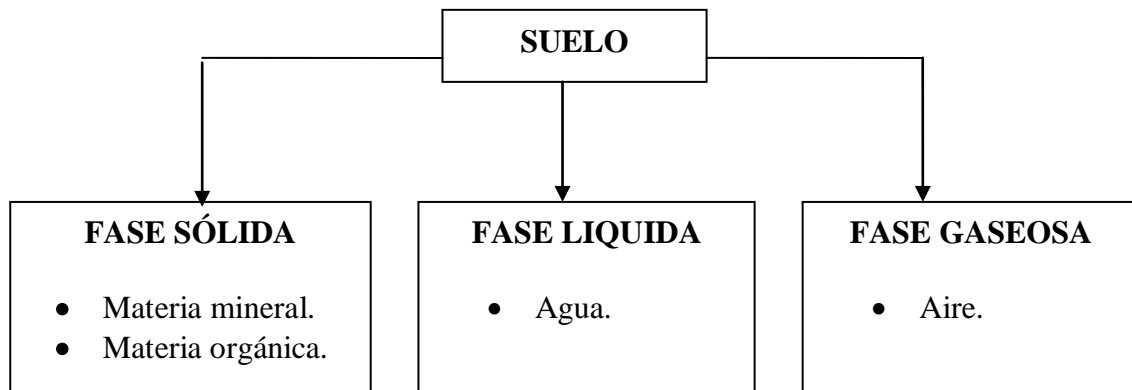 SUELO
FASE SÓLIDA
• Materia mineral.
• Materia orgánica.
FASE LIQUIDA
• Agua.
FASE GASEOSA
• Aire.